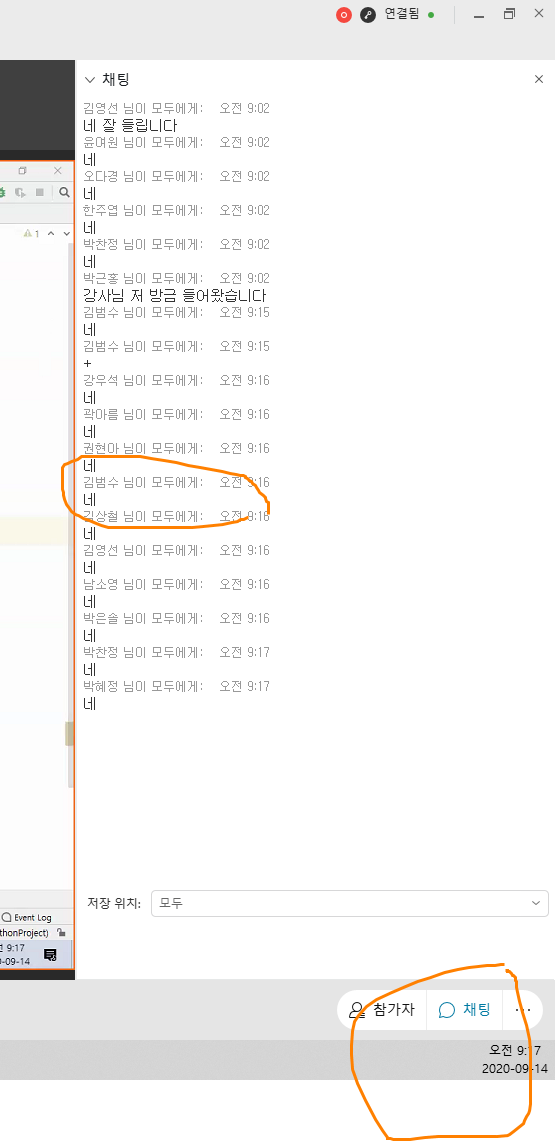 연결됨
채팅
김영선 님이 모두에게: 오전 9:02
네 잘 들립니다
윤여원 님이 모두에게: 오전 9:02
네
오다경 님이 모두에게: 오전 9:02
네
한주엽 님이 모두에게: 오전 9:02
네
박찬정 님이 모두에게: 오전 9:02
네
박근홍 님이 모두에게: 오전 9:02
강사님 저 방금 들어왔습니다
김범수 님이 모두에게: 오전 9:15
네
김범수 님이 모두에게: 오전 9:15
+
강우석 님이 모두에게: 오전 9:16
네
곽아름 님이 모두에게: 오전 9:16
네
권현아 님이 모두에게: 오전 9:16
네
김범수 님이 모두에게: 오전 9:16
네
김상철 님이 모두에게: 오전 9:16
네
김영선 님이 모두에게: 오전 9:16
네
남소영 님이 모두에게: 오전 9:16
네
박은솔 님이 모두에게: 오전 9:16
네
박찬정 님이 모두에게: 오전 9:17
네
박혜정 님이 모두에게: 오전 9:17
네
1
저장 위치: 모두
Event Log
thonProject)
전 9:17
0-09-14
참가자 채팅 ...
오전 9:17
2020-09-14